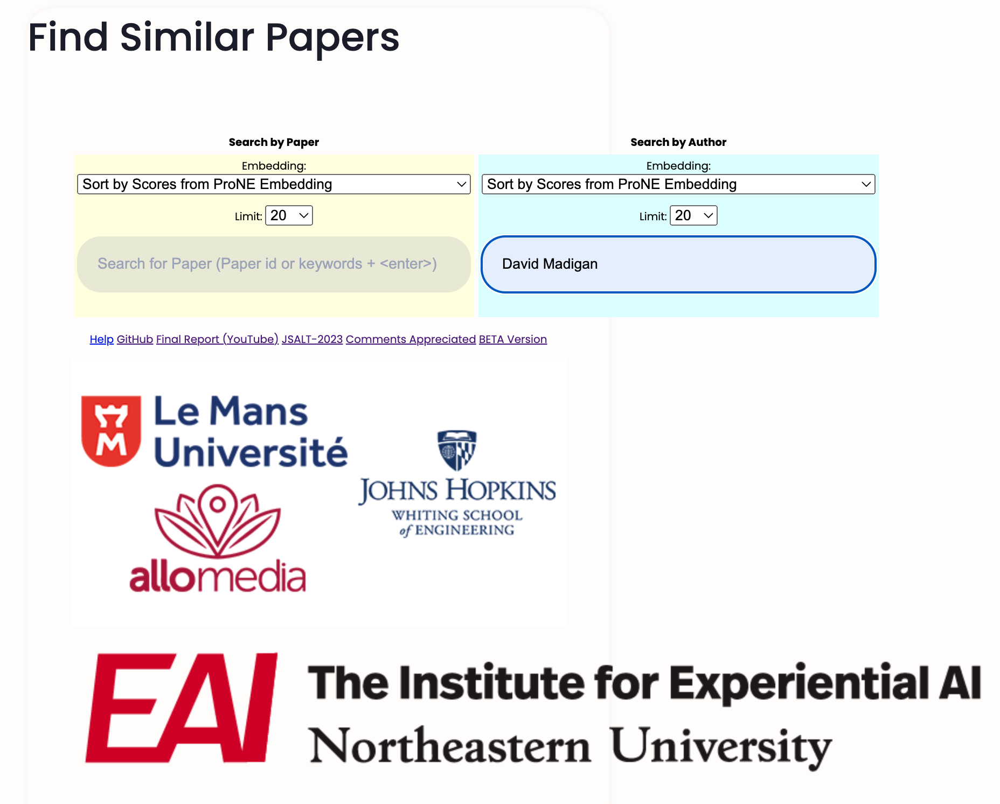 Find Similar Papers
Search by Paper
Embedding:
Sort by Scores from ProNE Embedding
Limit: 20
Search for Paper (Paper id or keywords + <enter>)
Search by Author
Embedding:
Sort by Scores from ProNE Embedding
Limit: 20
David Madigan
Help GitHub Final Report (YouTube) JSALT-2023 Comments Appreciated BETA Version
M
Le Mans
Université
allomedia
JOHNS HOPKINS
WHITING SCHOOL
of ENGINEERING
EAI
The Institute for Experiential AI
Northeastern University